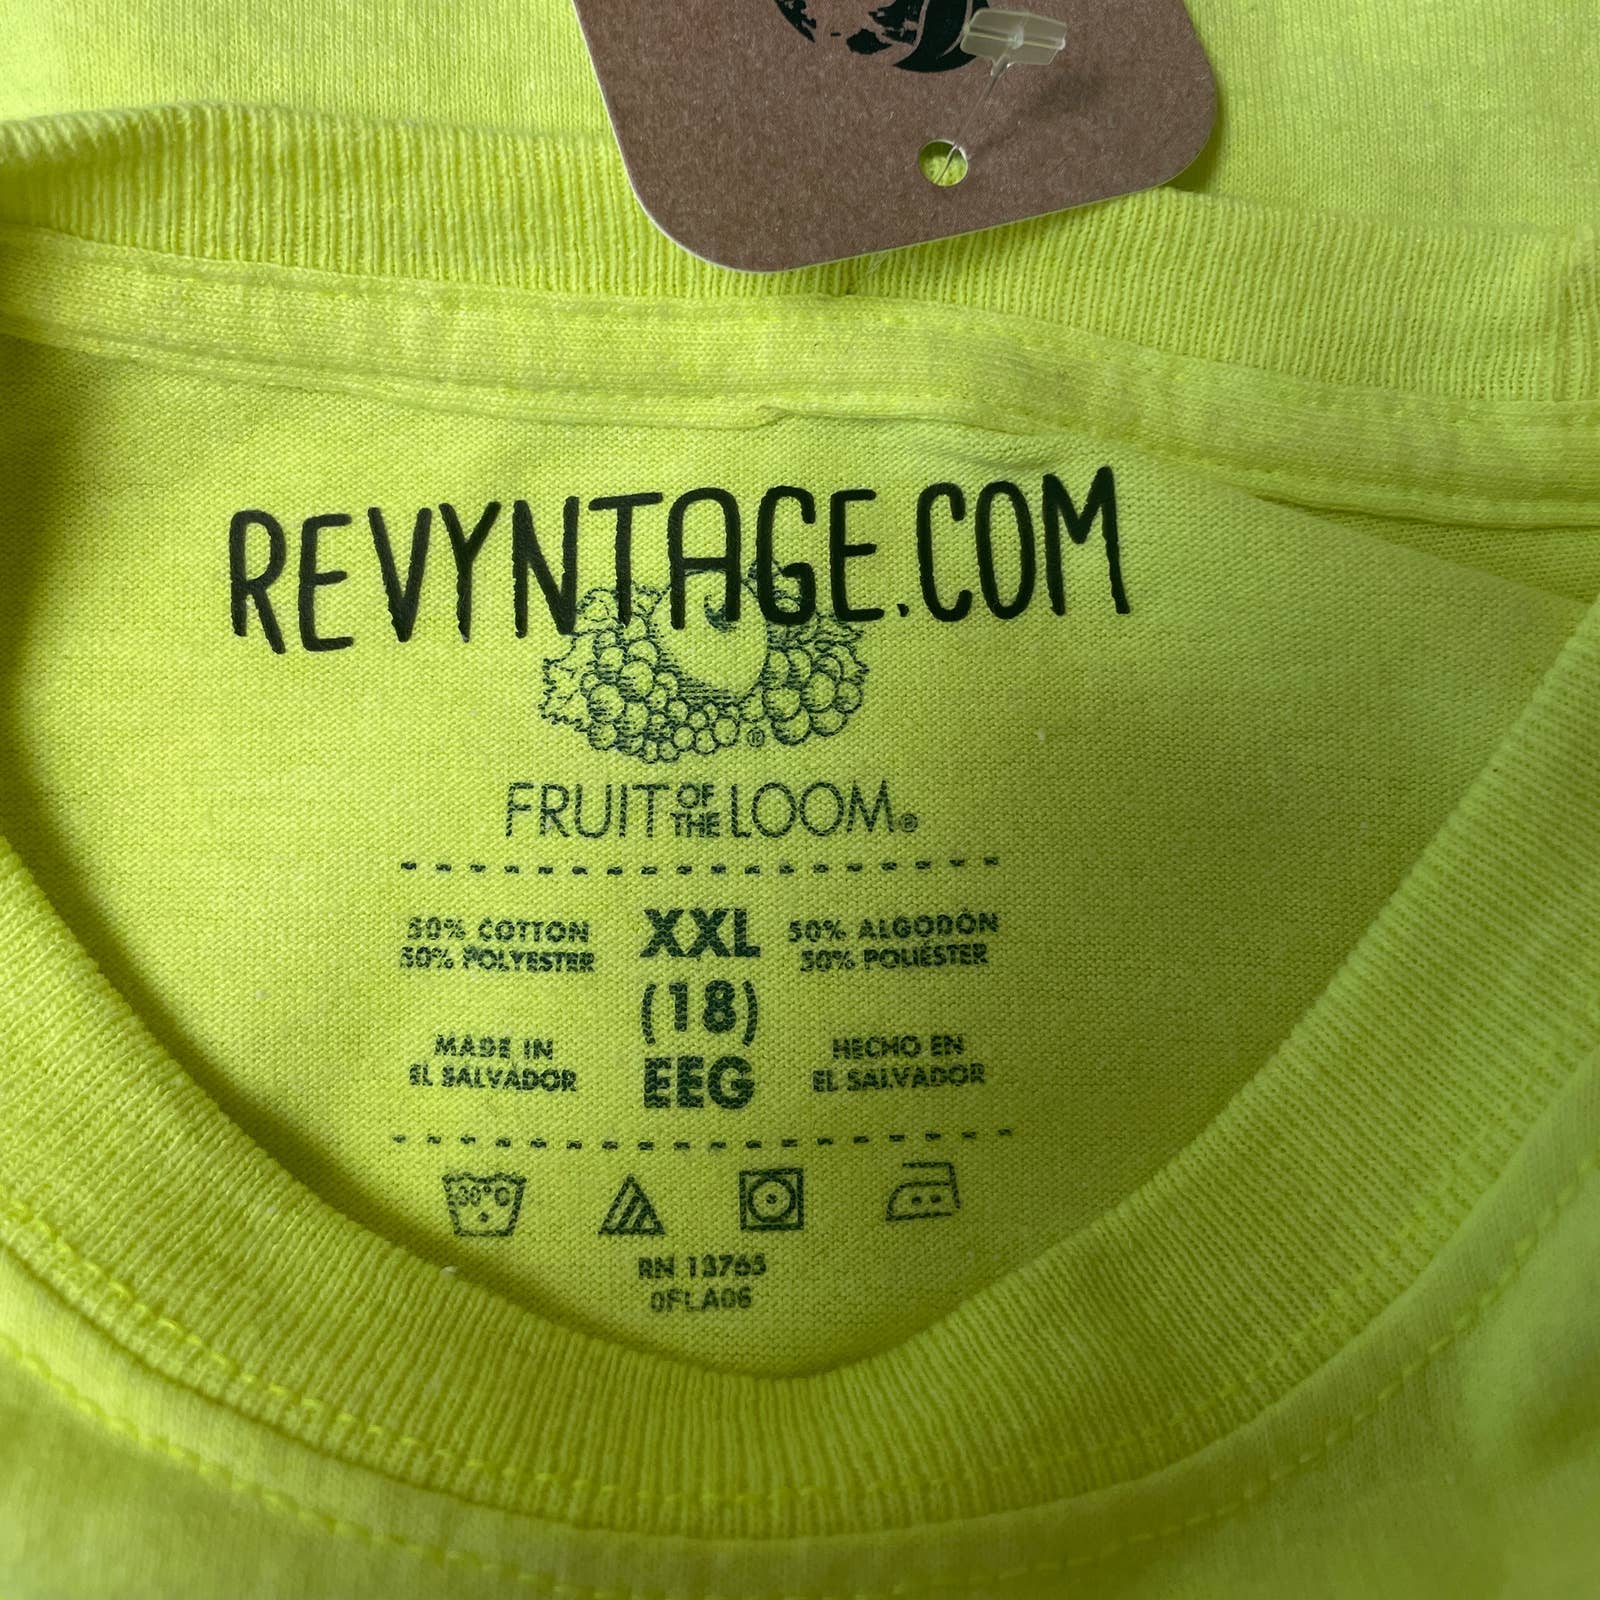 REVYNTAGE.COM
®
FRUIT OF THE LOOM®
50% COTTON
50% POLYESTER
XXL
(18)
EEG
50% ALGODÓN
50% POLIÉSTER
MADE IN
EL SALVADOR
HECHO EN
EL SALVADOR
30°C
RN 13765
0FLA06